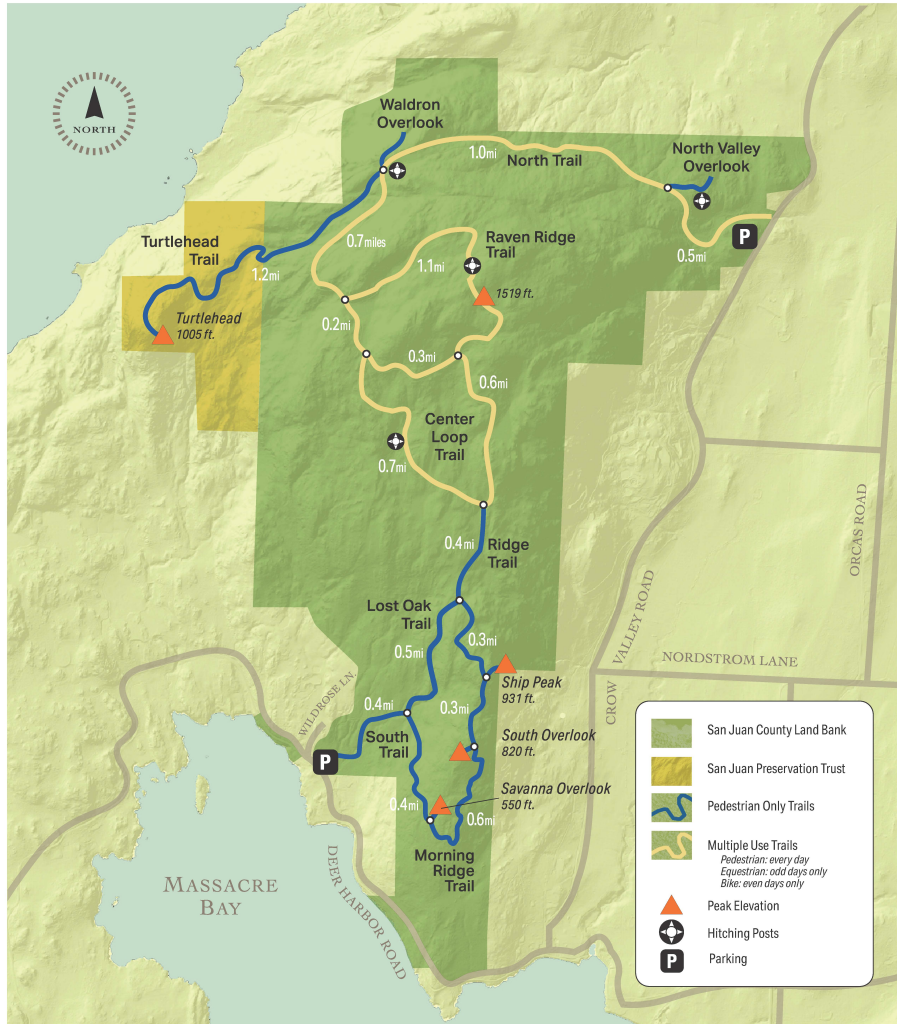 NORTH
Waldron
Overlook
1.0mi
North Trail
North Valley
Overlook
P
0.5mi
Turtlehead
Trail
1.2mi
0.7miles
Raven Ridge
Trail
1.1mi
1519 ft.
Turtlehead
1005 ft.
0.2mi
0.3mi
0.6mi
Center
Loop
Trail
0.7mi
0.4mi
Ridge
Trail
ORCAS ROAD
Lost Oak
Trail
0.5mi
0.3mi
VALLEY ROAD
CROW
NORDSTROM LANE
WILDROSE LN.
Ship Peak
931 ft.
0.4mi
0.3mi
South
Trail
P
South Overlook
820 ft.
Savanna Overlook
550 ft.
0.4mi
0.6mi
Morning
Ridge
Trail
MASSACRE
BAY
DEER HARBOR ROAD
San Juan County Land Bank
San Juan Preservation Trust
Pedestrian Only Trails
Multiple Use Trails
Pedestrian: every day
Equestrian: odd days only
Bike: even days only
Peak Elevation
Hitching Posts
P
Parking